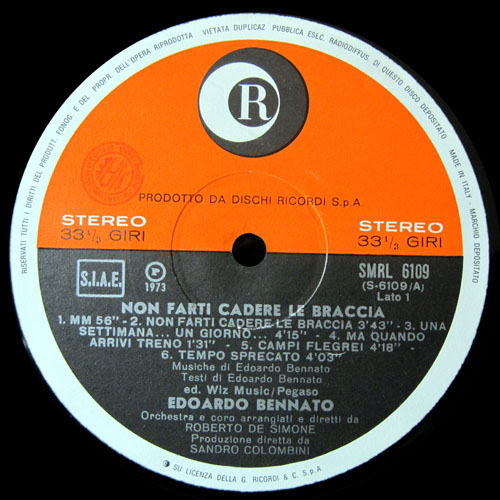 RISERVATI TUTTI I DIRITTI DEL PRODUTT. FONOG. E DEL PROPR. DELL'OPERA RIPRODOTTA VIETATA DUPLICAZ. PUBBLICA ESEC. RADIODIFFUS. DI QUESTO DISCO DEPOSITATO
MADE IN ITALY - MARCHIO DEPOSITATO
R
PRODOTTO DA DISCHI RICORDI S.p.A.
STEREO
33 1/3 GIRI
STEREO
33 1/3 GIRI
S.I.A.E.
P
1973
SMRL 6109
(S-6109/A)
Lato 1
NON FARTI CADERE LE BRACCIA
1. MM 56" - 2. NON FARTI CADERE LE BRACCIA 3'43" - 3. UNA
SETTIMANA... UN GIORNO... 4'15" - 4. MA QUANDO
ARRIVI TRENO 1'31" - 5. CAMPI FLEGREI 4'18" -
6. TEMPO SPRECATO 4'03"
Musiche di Edoardo Bennato
Testi di Edoardo Bennato
ed. Wiz Music/Pegaso
EDOARDO BENNATO
Orchestra e coro arrangiati e diretti da
ROBERTO DE SIMONE
Produzione diretta da
SANDRO COLOMBINI
SU LICENZA DELLA G. RICORDI & C. S.p.A